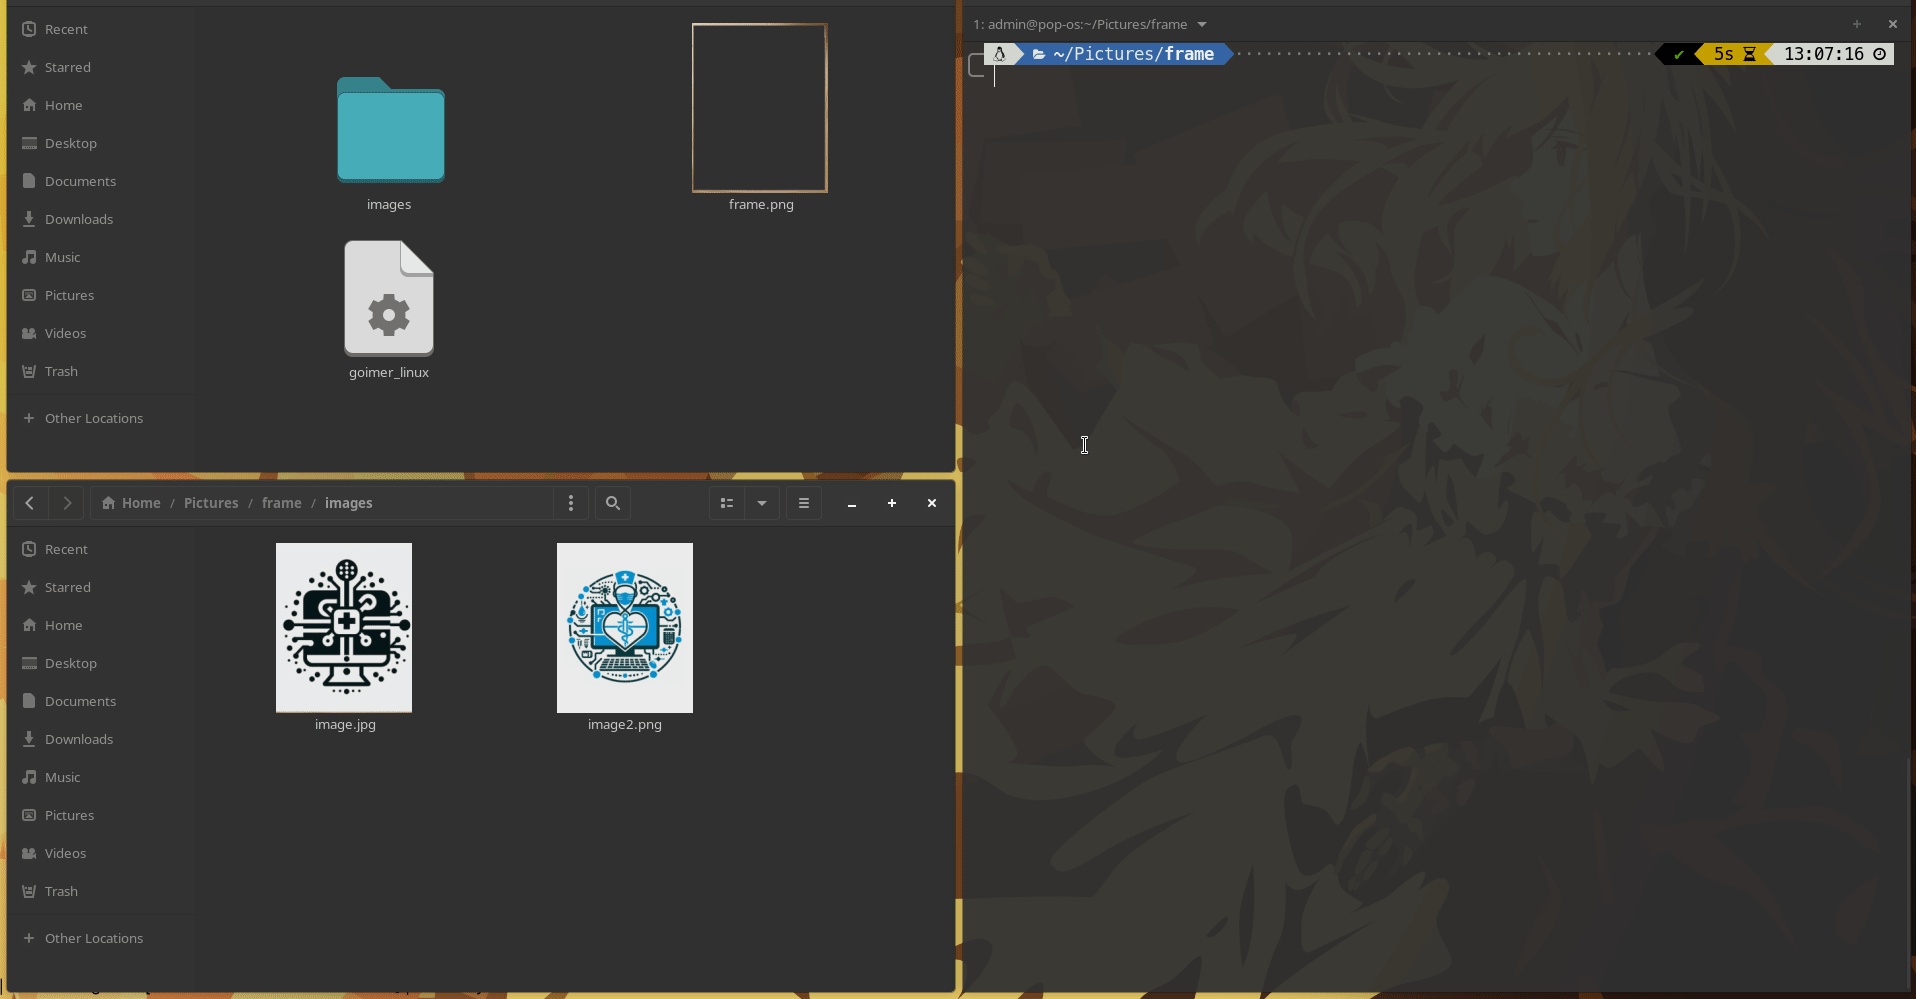 Recent
Starred
Home
Desktop
Documents
Downloads
Music
Pictures
Videos
Trash
+ Other Locations
images
frame.png
goimer_linux
Home / Pictures / frame / images
Recent
Starred
Home
Desktop
Documents
Downloads
Music
Pictures
Videos
Trash
+ Other Locations
image.jpg
image2.png
1: admin@pop-os:~/Pictures/frame
~/Pictures/frame
✔ 5s 13:07:16